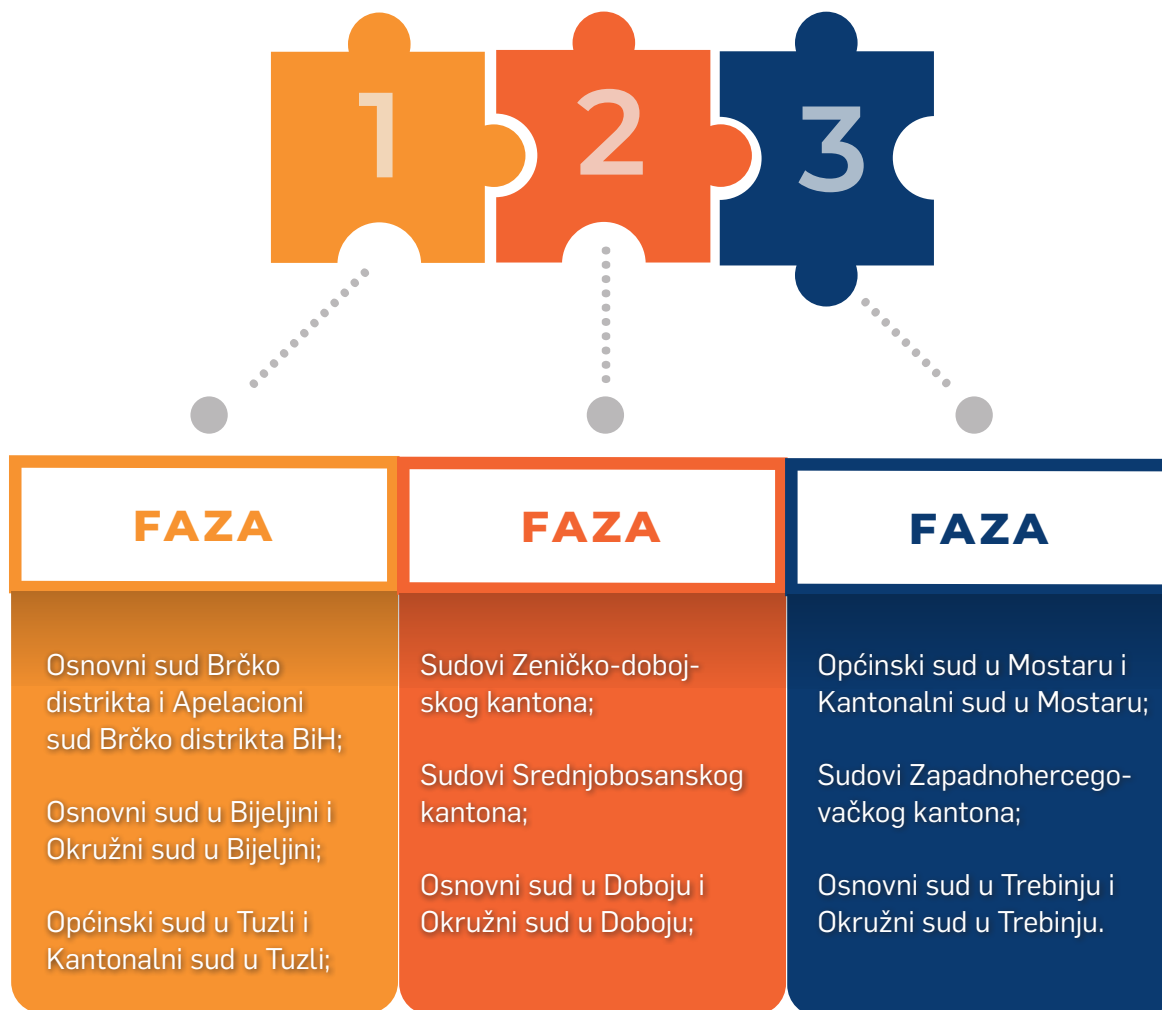 1
2
3
FAZA
Osnovni sud Brčko
distrikta i Apelacioni
sud Brčko distrikta BiH;
Osnovni sud u Bijeljini i
Okružni sud u Bijeljini;
Općinski sud u Tuzli i
Kantonalni sud u Tuzli;
FAZA
Sudovi Zeničko-doboj-
skog kantona;
Sudovi Srednjobosanskog
kantona;
Osnovni sud u Doboju i
Okružni sud u Doboju;
FAZA
Općinski sud u Mostaru i
Kantonalni sud u Mostaru;
Sudovi Zapadnohercego-
vačkog kantona;
Osnovni sud u Trebinju i
Okružni sud u Trebinju.